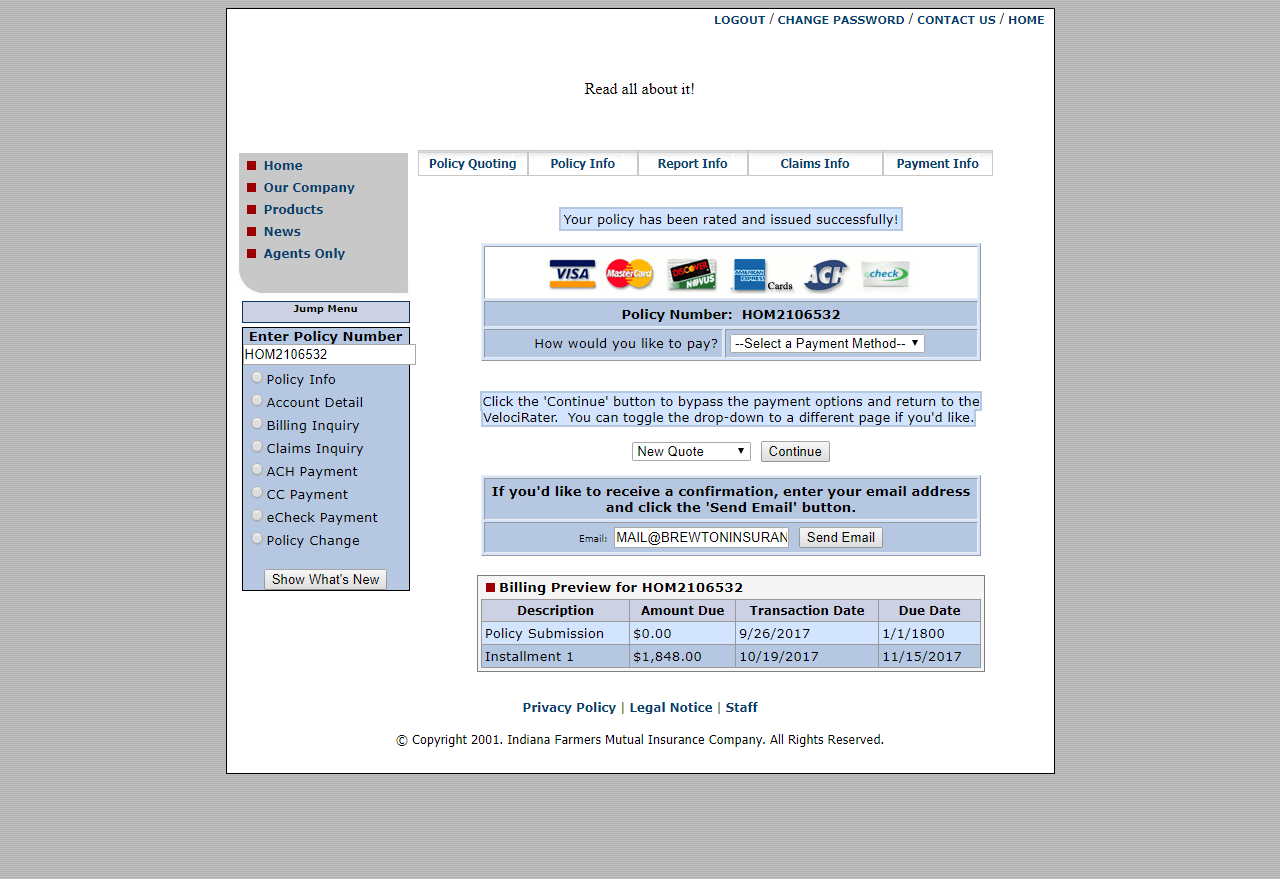 LOGOUT / CHANGE PASSWORD / CONTACT US / HOME
Read all about it!
Home
Our Company
Products
News
Agents Only
Jump Menu
Enter Policy Number
HOM2106532
Policy Info
Account Detail
Billing Inquiry
Claims Inquiry
ACH Payment
CC Payment
eCheck Payment
Policy Change
Show What's New
Policy Quoting Policy Info Report Info Claims Info Payment Info
Your policy has been rated and issued successfully!
VISA MasterCard DISCOVER NOVUS AMERICAN EXPRESS Cards ACH echeck
Policy Number: HOM2106532
How would you like to pay? --Select a Payment Method--
Click the 'Continue' button to bypass the payment options and return to the
VelociRater. You can toggle the drop-down to a different page if you'd like.
New Quote Continue
If you'd like to receive a confirmation, enter your email address
and click the 'Send Email' button.
Email: MAIL@BREWTONINSURAN Send Email
Billing Preview for HOM2106532
Description Amount Due Transaction Date Due Date
Policy Submission $0.00 9/26/2017 1/1/1800
Installment 1 $1,848.00 10/19/2017 11/15/2017
Privacy Policy | Legal Notice | Staff
© Copyright 2001. Indiana Farmers Mutual Insurance Company. All Rights Reserved.